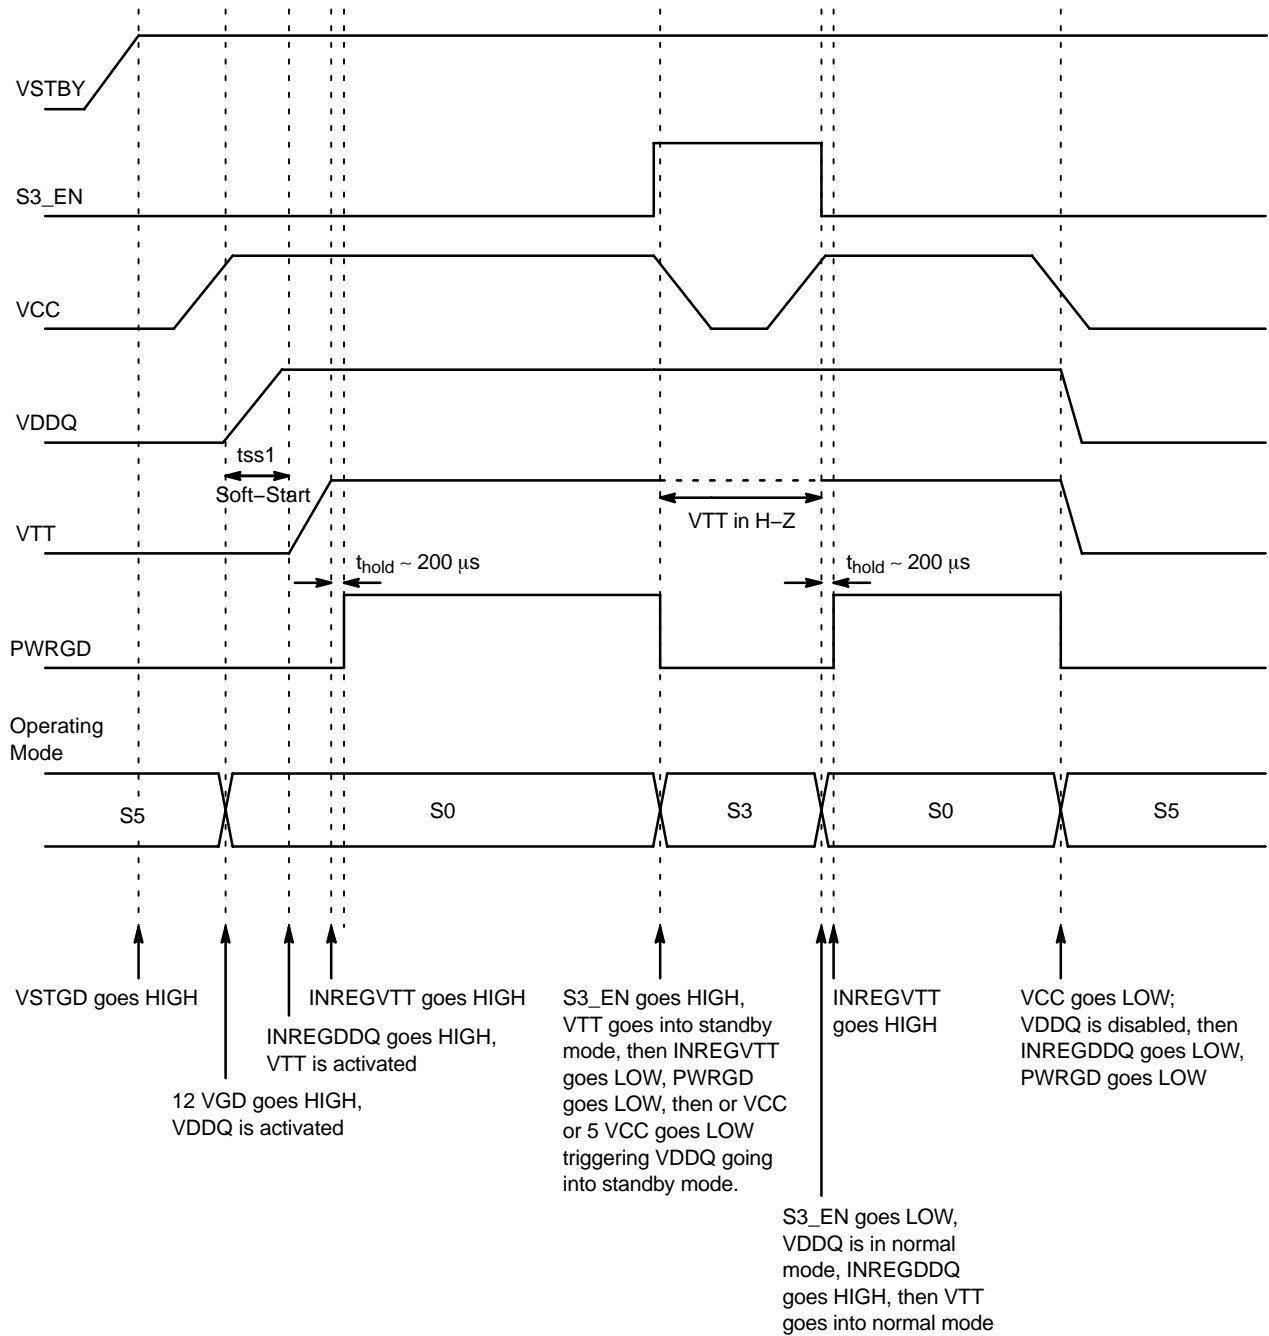 VSTBY
S3_EN
VCC
VDDQ
tss1
Soft−Start
VTT in H−Z
VTT
thold ~ 200 μs
thold ~ 200 μs
PWRGD
Operating
Mode
S5
S0
S3
S0
S5
VSTGD goes HIGH
12 VGD goes HIGH,
VDDQ is activated
INREGDDQ goes HIGH,
VTT is activated
INREGVTT goes HIGH
S3_EN goes HIGH,
VTT goes into standby
mode, then INREGVTT
goes LOW, PWRGD
goes LOW, then or VCC
or 5 VCC goes LOW
triggering VDDQ going
into standby mode.
S3_EN goes LOW,
VDDQ is in normal
mode, INREGDDQ
goes HIGH, then VTT
goes into normal mode
INREGVTT
goes HIGH
VCC goes LOW;
VDDQ is disabled, then
INREGDDQ goes LOW,
PWRGD goes LOW